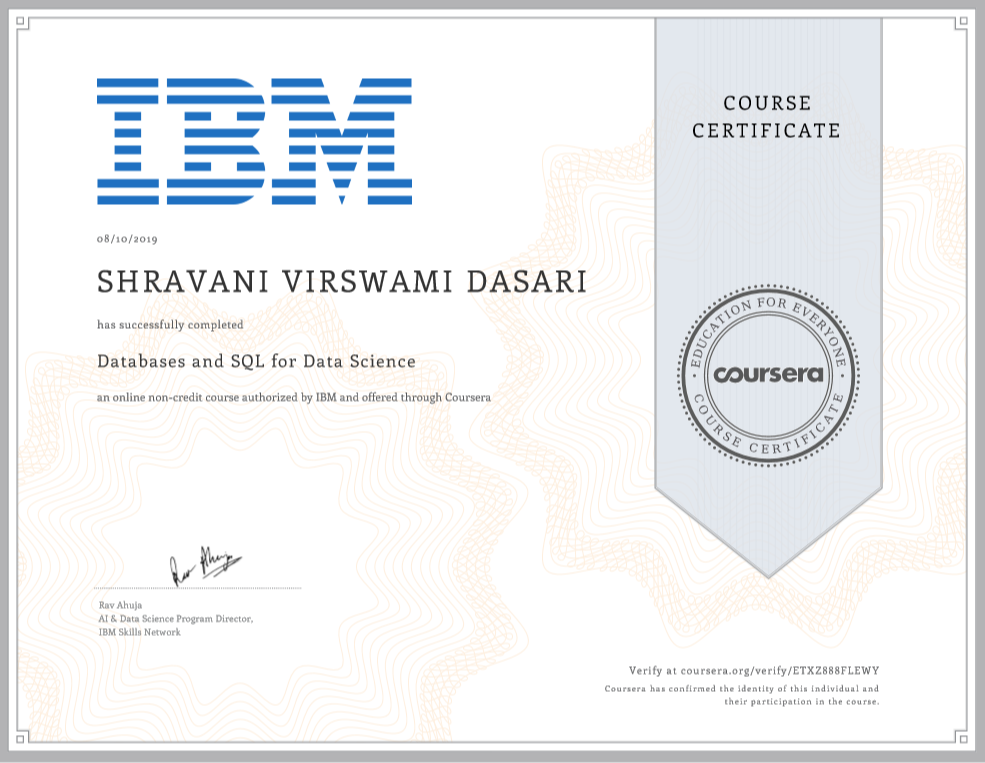 IBM
COURSE
CERTIFICATE
08/10/2019
SHRAVANI VIRSWAMI DASARI
has successfully completed
Databases and SQL for Data Science
an online non-credit course authorized by IBM and offered through Coursera
EDUCATION FOR EVERYONE
coursera
COURSE CERTIFICATE
Rav Ahuja
Rav Ahuja
AI & Data Science Program Director,
IBM Skills Network
Verify at coursera.org/verify/ETXZ888FLEWY
Coursera has confirmed the identity of this individual and
their participation in the course.